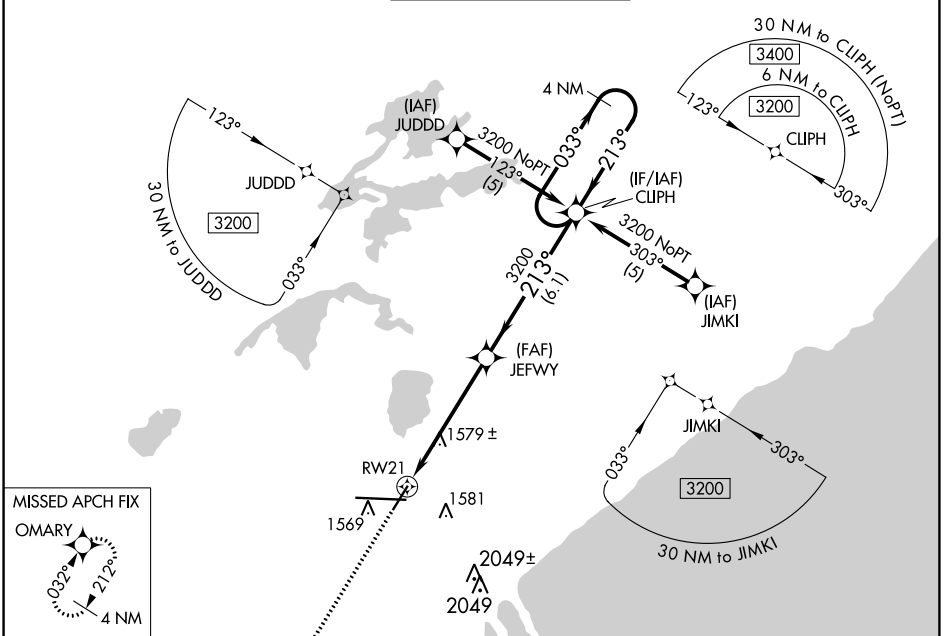 30 NM to CLIPH (NoPT)
3400
6 NM to CLIPH
3200
123°
CLIPH
303°
4 NM
033°
213°
(IAF)
JUDDD
3200 NoPT
123°
(5)
(IF/IAF)
CLIPH
3200 NoPT
303°
(5)
(IAF)
JIMKI
123°
JUDDD
3200
30 NM to JUDDD
033°
3200
213°
(6.1)
(FAF)
JEFWY
1579 ±
RW21
1569
1581
2049±
2049
JIMKI
033°
303°
3200
30 NM to JIMKI
MISSED APCH FIX
OMARY
032°
212°
4 NM